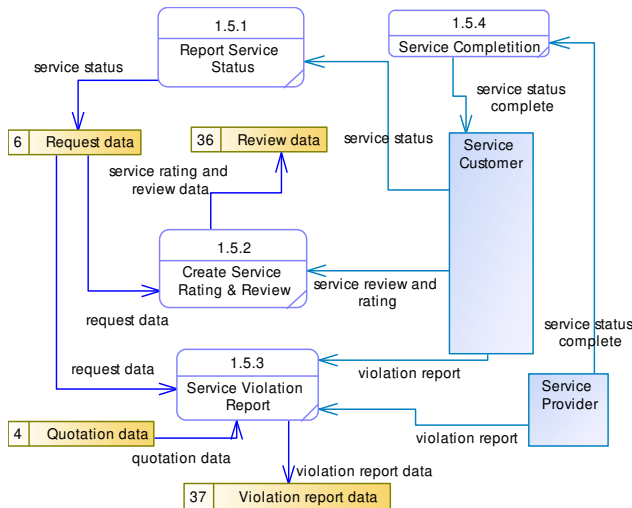 1.5.1
Report Service
Status
1.5.4
Service Completition
service status
service status
complete
6 Request data
36 Review data
service status
Service
Customer
service rating and
review data
1.5.2
Create Service
Rating & Review
service review and
rating
request data
service status
complete
1.5.3
Service Violation
Report
request data
violation report
Service
Provider
4 Quotation data
quotation data
violation report
violation report data
37 Violation report data